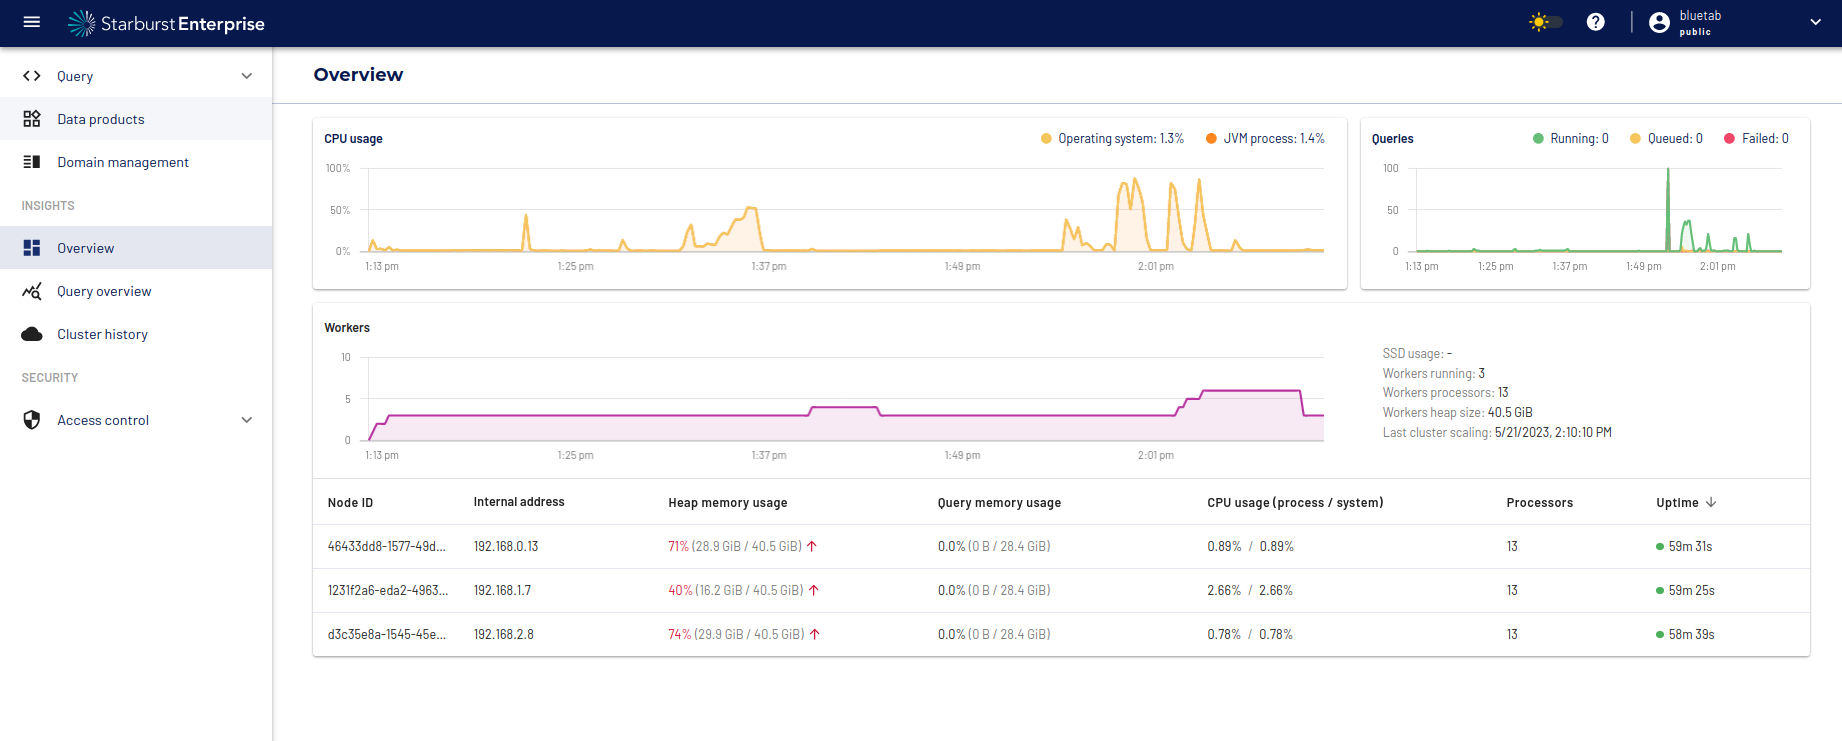 Starburst Enterprise
bluetab
public
Query
Data products
Domain management
INSIGHTS
Overview
Query overview
Cluster history
SECURITY
Access control
Overview
CPU usage
Operating system: 1.3%
JVM process: 1.4%
100%
50%
0%
1:13 pm
1:25 pm
1:37 pm
1:49 pm
2:01 pm
Queries
Running: 0
Queued: 0
Failed: 0
100
50
0
1:13 pm
1:25 pm
1:37 pm
1:49 pm
2:01 pm
Workers
10
5
0
1:13 pm
1:25 pm
1:37 pm
1:49 pm
2:01 pm
SSD usage: -
Workers running: 3
Workers processors: 13
Workers heap size: 40.5 GiB
Last cluster scaling: 5/21/2023, 2:10:10 PM
Node ID Internal address Heap memory usage Query memory usage CPU usage (process / system) Processors Uptime
46433dd8-1577-49d... 192.168.0.13 71% (28.9 GiB / 40.5 GiB) 0.0% (0 B / 28.4 GiB) 0.89% / 0.89% 13 59m 31s
1231f2a6-eda2-4963... 192.168.1.7 40% (16.2 GiB / 40.5 GiB) 0.0% (0 B / 28.4 GiB) 2.66% / 2.66% 13 59m 25s
d3c35e8a-1545-45e... 192.168.2.8 74% (29.9 GiB / 40.5 GiB) 0.0% (0 B / 28.4 GiB) 0.78% / 0.78% 13 58m 39s